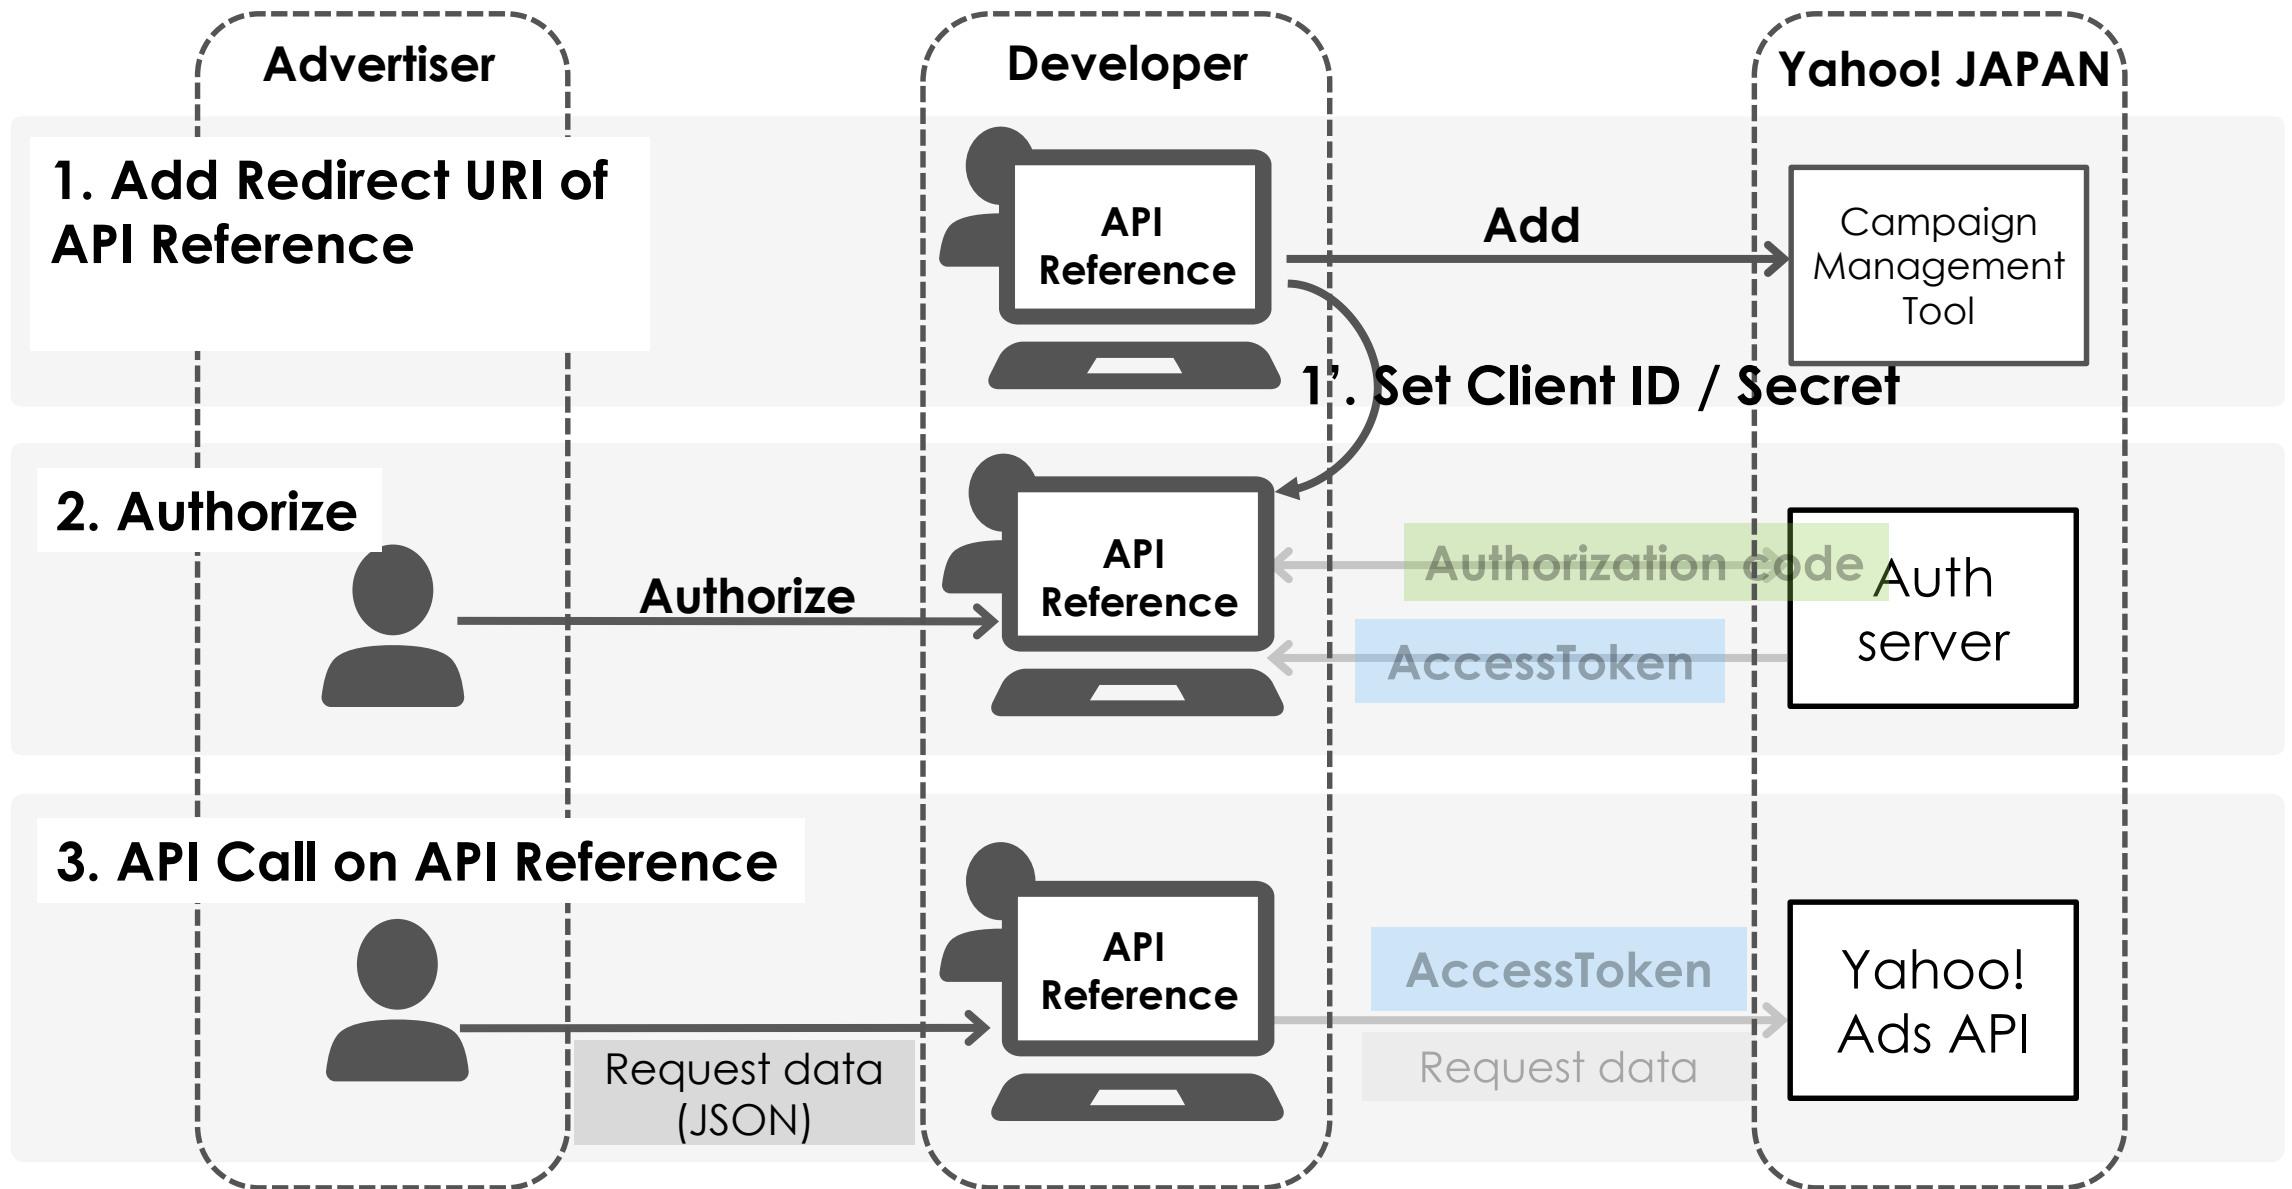 Advertiser
Developer
Yahoo! JAPAN
1. Add Redirect URI of
API Reference
API
Reference
Add
Campaign
Management
Tool
1’. Set Client ID / Secret
2. Authorize
Authorize
API
Reference
Authorization code
AccessToken
Auth
server
3. API Call on API Reference
Request data
(JSON)
API
Reference
AccessToken
Request data
Yahoo!
Ads API